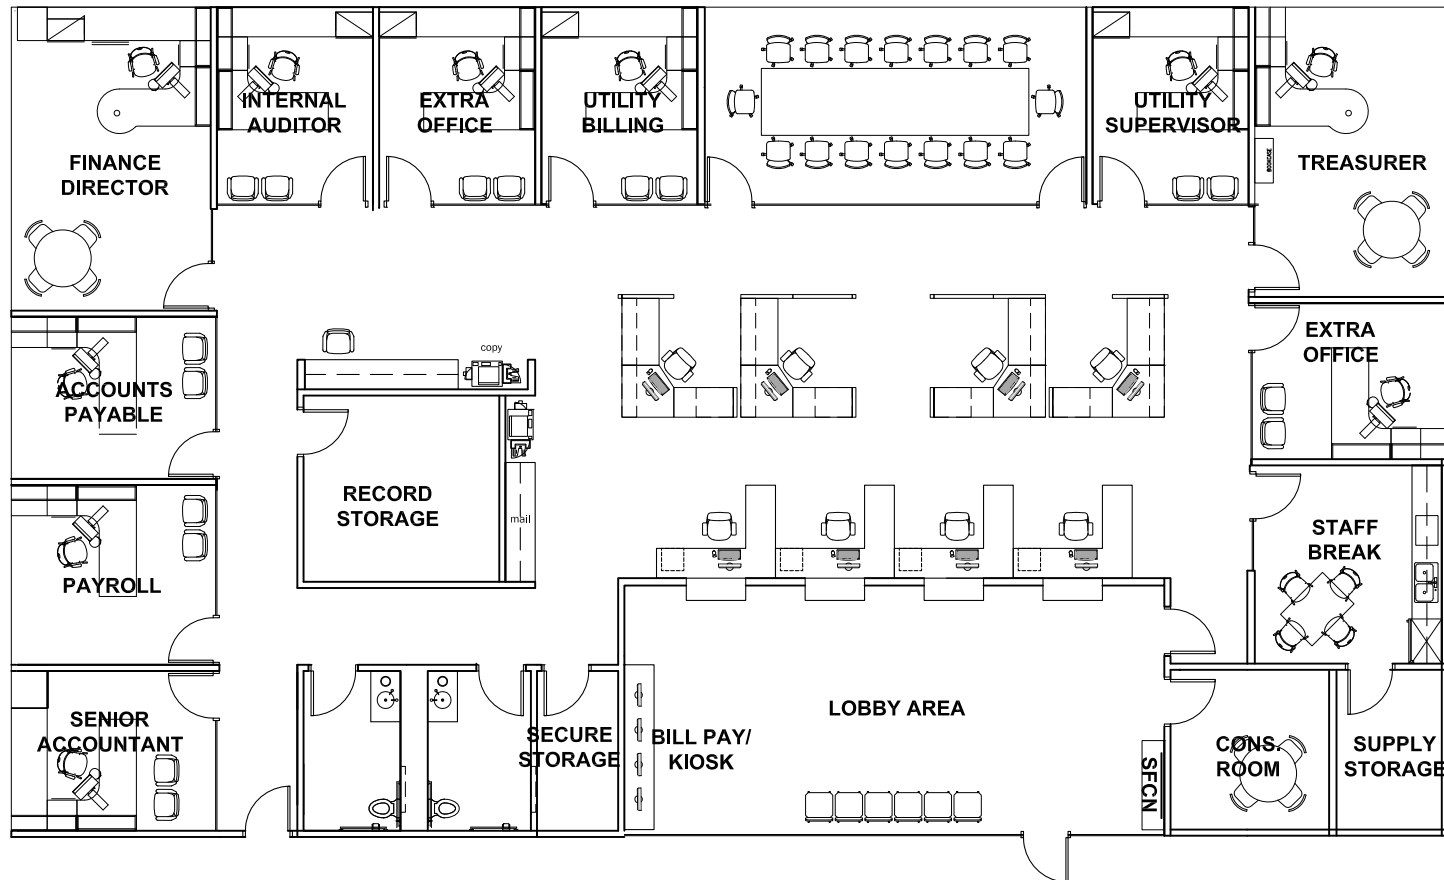 INTERNAL
AUDITOR
EXTRA
OFFICE
UTILITY
BILLING
UTILITY
SUPERVISOR
FINANCE
DIRECTOR
BOOKCASE
TREASURER
copy
EXTRA
OFFICE
ACCOUNTS
PAYABLE
RECORD
STORAGE
mail
STAFF
BREAK
PAYROLL
SENIOR
ACCOUNTANT
SECURE
STORAGE
BILL PAY/
KIOSK
LOBBY AREA
SFCN
CONS.
ROOM
SUPPLY
STORAGE